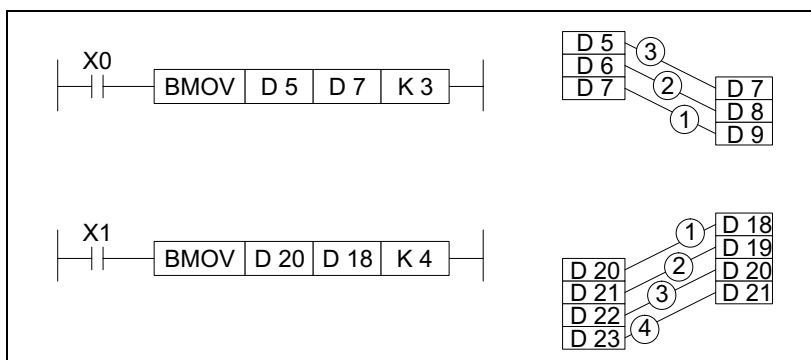 X0
BMOV D 5 D 7 K 3
D 5
D 6
D 7
3
2
1
D 7
D 8
D 9
X1
BMOV D 20 D 18 K 4
D 20
D 21
D 22
D 23
1
2
3
4
D 18
D 19
D 20
D 21